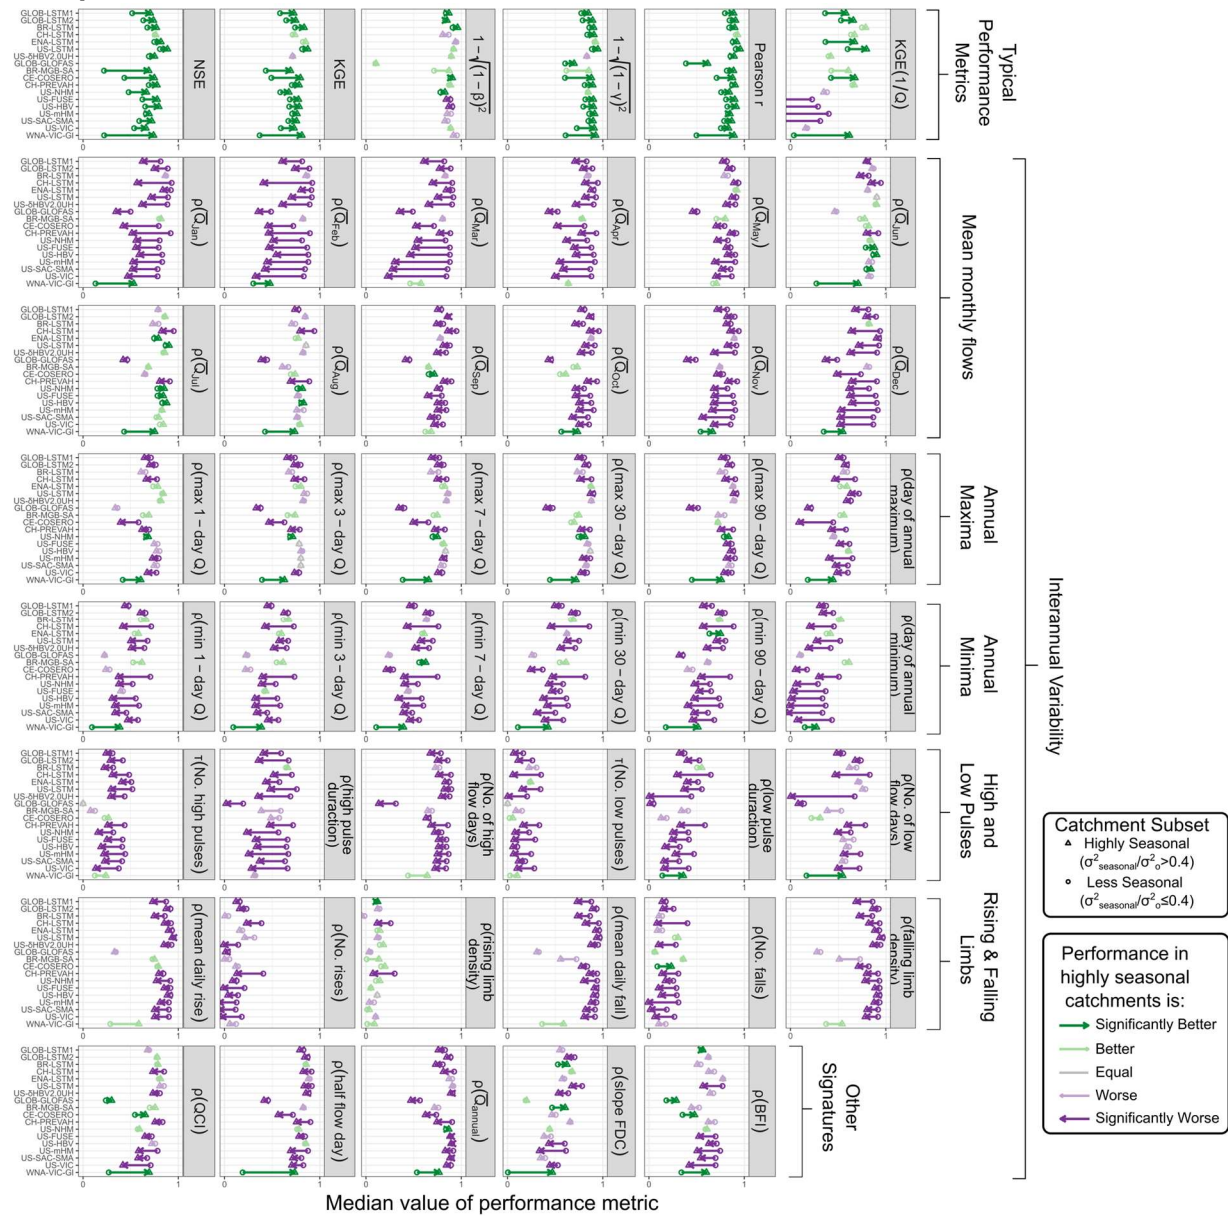 Typical
Performance
Metrics
Mean monthly flows
Annual
Maxima
Annual
Minima
High and
Low Pulses
Rising & Falling
Limbs
Other
Signatures
Interannual Variability
NSE
KGE
1 − √(1 − β)²
1 − √(1 − γ)²
Pearson r
KGE(1/Q)
ρ(Q̅Jan)
ρ(Q̅Feb)
ρ(Q̅Mar)
ρ(Q̅Apr)
ρ(Q̅May)
ρ(Q̅Jun)
ρ(Q̅Jul)
ρ(Q̅Aug)
ρ(Q̅Sep)
ρ(Q̅Oct)
ρ(Q̅Nov)
ρ(Q̅Dec)
ρ(max 1 − day Q)
ρ(max 3 − day Q)
ρ(max 7 − day Q)
ρ(max 30 − day Q)
ρ(max 90 − day Q)
ρ(day of annual
maximum)
ρ(min 1 − day Q)
ρ(min 3 − day Q)
ρ(min 7 − day Q)
ρ(min 30 − day Q)
ρ(min 90 − day Q)
ρ(day of annual
minimum)
τ(No. high pulses)
ρ(high pulse
duraction)
ρ(No. of high
flow days)
τ(No. low pulses)
ρ(low pulse
duraction)
ρ(No. of low
flow days)
ρ(mean daily rise)
ρ(No. rises)
ρ(rising limb
density)
ρ(mean daily fall)
ρ(No. falls)
ρ(falling limb
density)
ρ(QCI)
ρ(half flow day)
ρ(Q̅annual)
ρ(slope FDC)
ρ(BFI)
GLOB-LSTM1
GLOB-LSTM2
BR-LSTM
CH-LSTM
ENA-LSTM
US-LSTM
US-δHBV2.0UH
GLOB-GLOFAS
BR-MGB-SA
CE-COSERO
CH-PREVAH
US-NHM
US-FUSE
US-HBV
US-mHM
US-SAC-SMA
US-VIC
WNA-VIC-Gl
0
1
Median value of performance metric
Catchment Subset
Highly Seasonal
(σ²seasonal/σ²o>0.4)
Less Seasonal
(σ²seasonal/σ²o≤0.4)
Performance in
highly seasonal
catchments is:
Significantly Better
Better
Equal
Worse
Significantly Worse